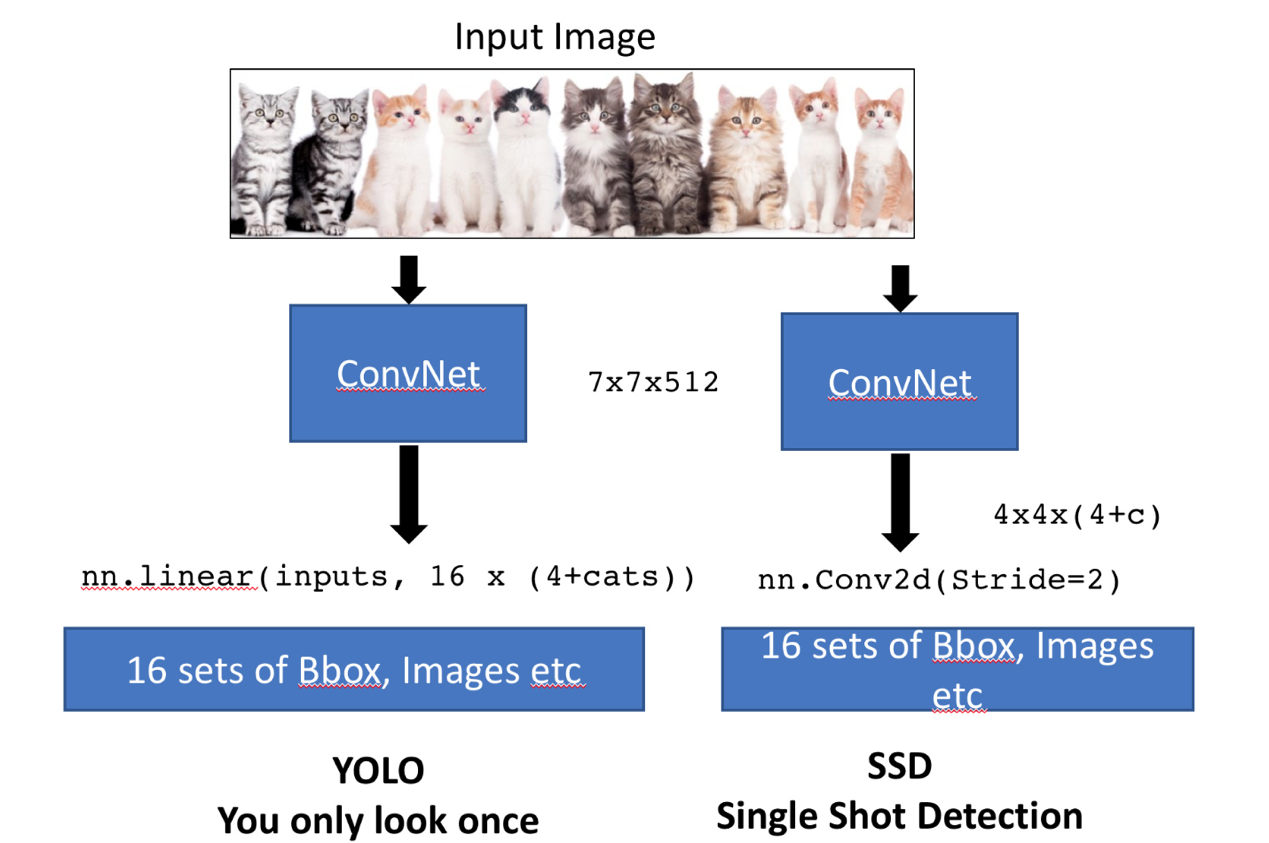 Input Image
ConvNet
7x7x512
ConvNet
4x4x(4+c)
nn.linear(inputs, 16 x (4+cats))
nn.Conv2d(Stride=2)
16 sets of Bbox, Images etc
16 sets of Bbox, Images
etc
YOLO
You only look once
SSD
Single Shot Detection